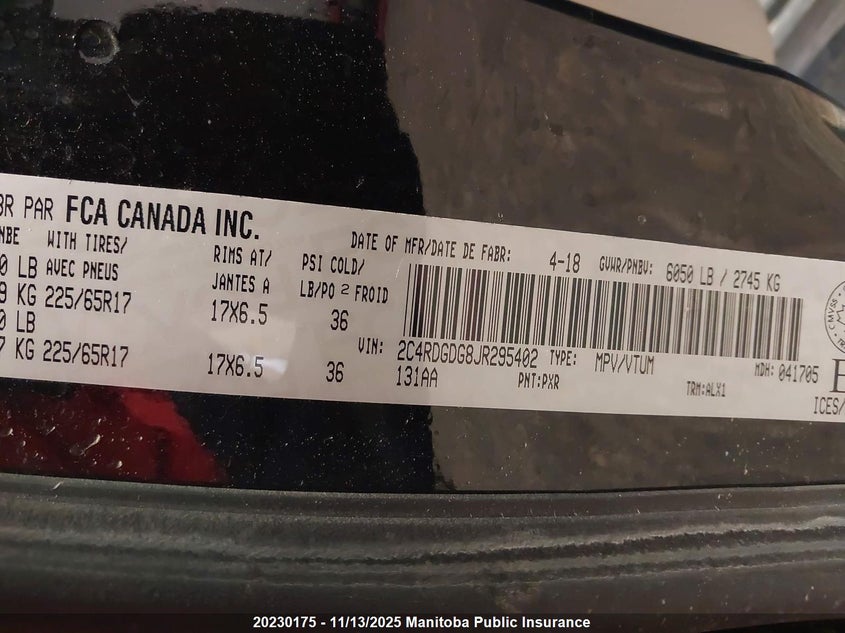 BR PAR FCA CANADA INC.
DATE OF MFR/DATE DE FABR: 4-18 GVWR/PNBV: 6050 LB / 2745 KG
NBE WITH TIRES/ RIMS AT/ PSI COLD/
0 LB AVEC PNEUS JANTES A LB/PO 2 FROID
9 KG 225/65R17 17X6.5 36
0 LB
7 KG 225/65R17 17X6.5 36
VIN: 2C4RDGDG8JR295402 TYPE: MPV/VTUM MDH: 041705
131AA PNT:PXR TRM:ALX1 ICES/
20230175 - 11/13/2025 Manitoba Public Insurance